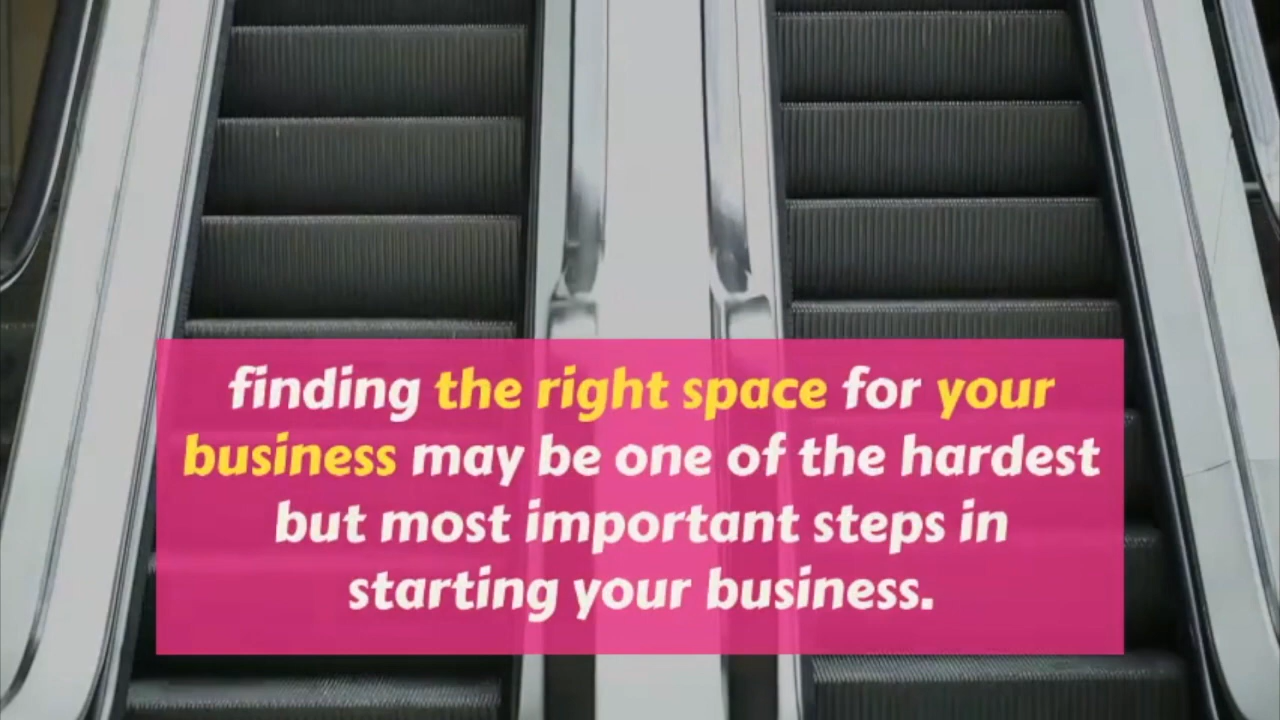 finding the right space for your
business may be one of the hardest
but most important steps in
starting your business.